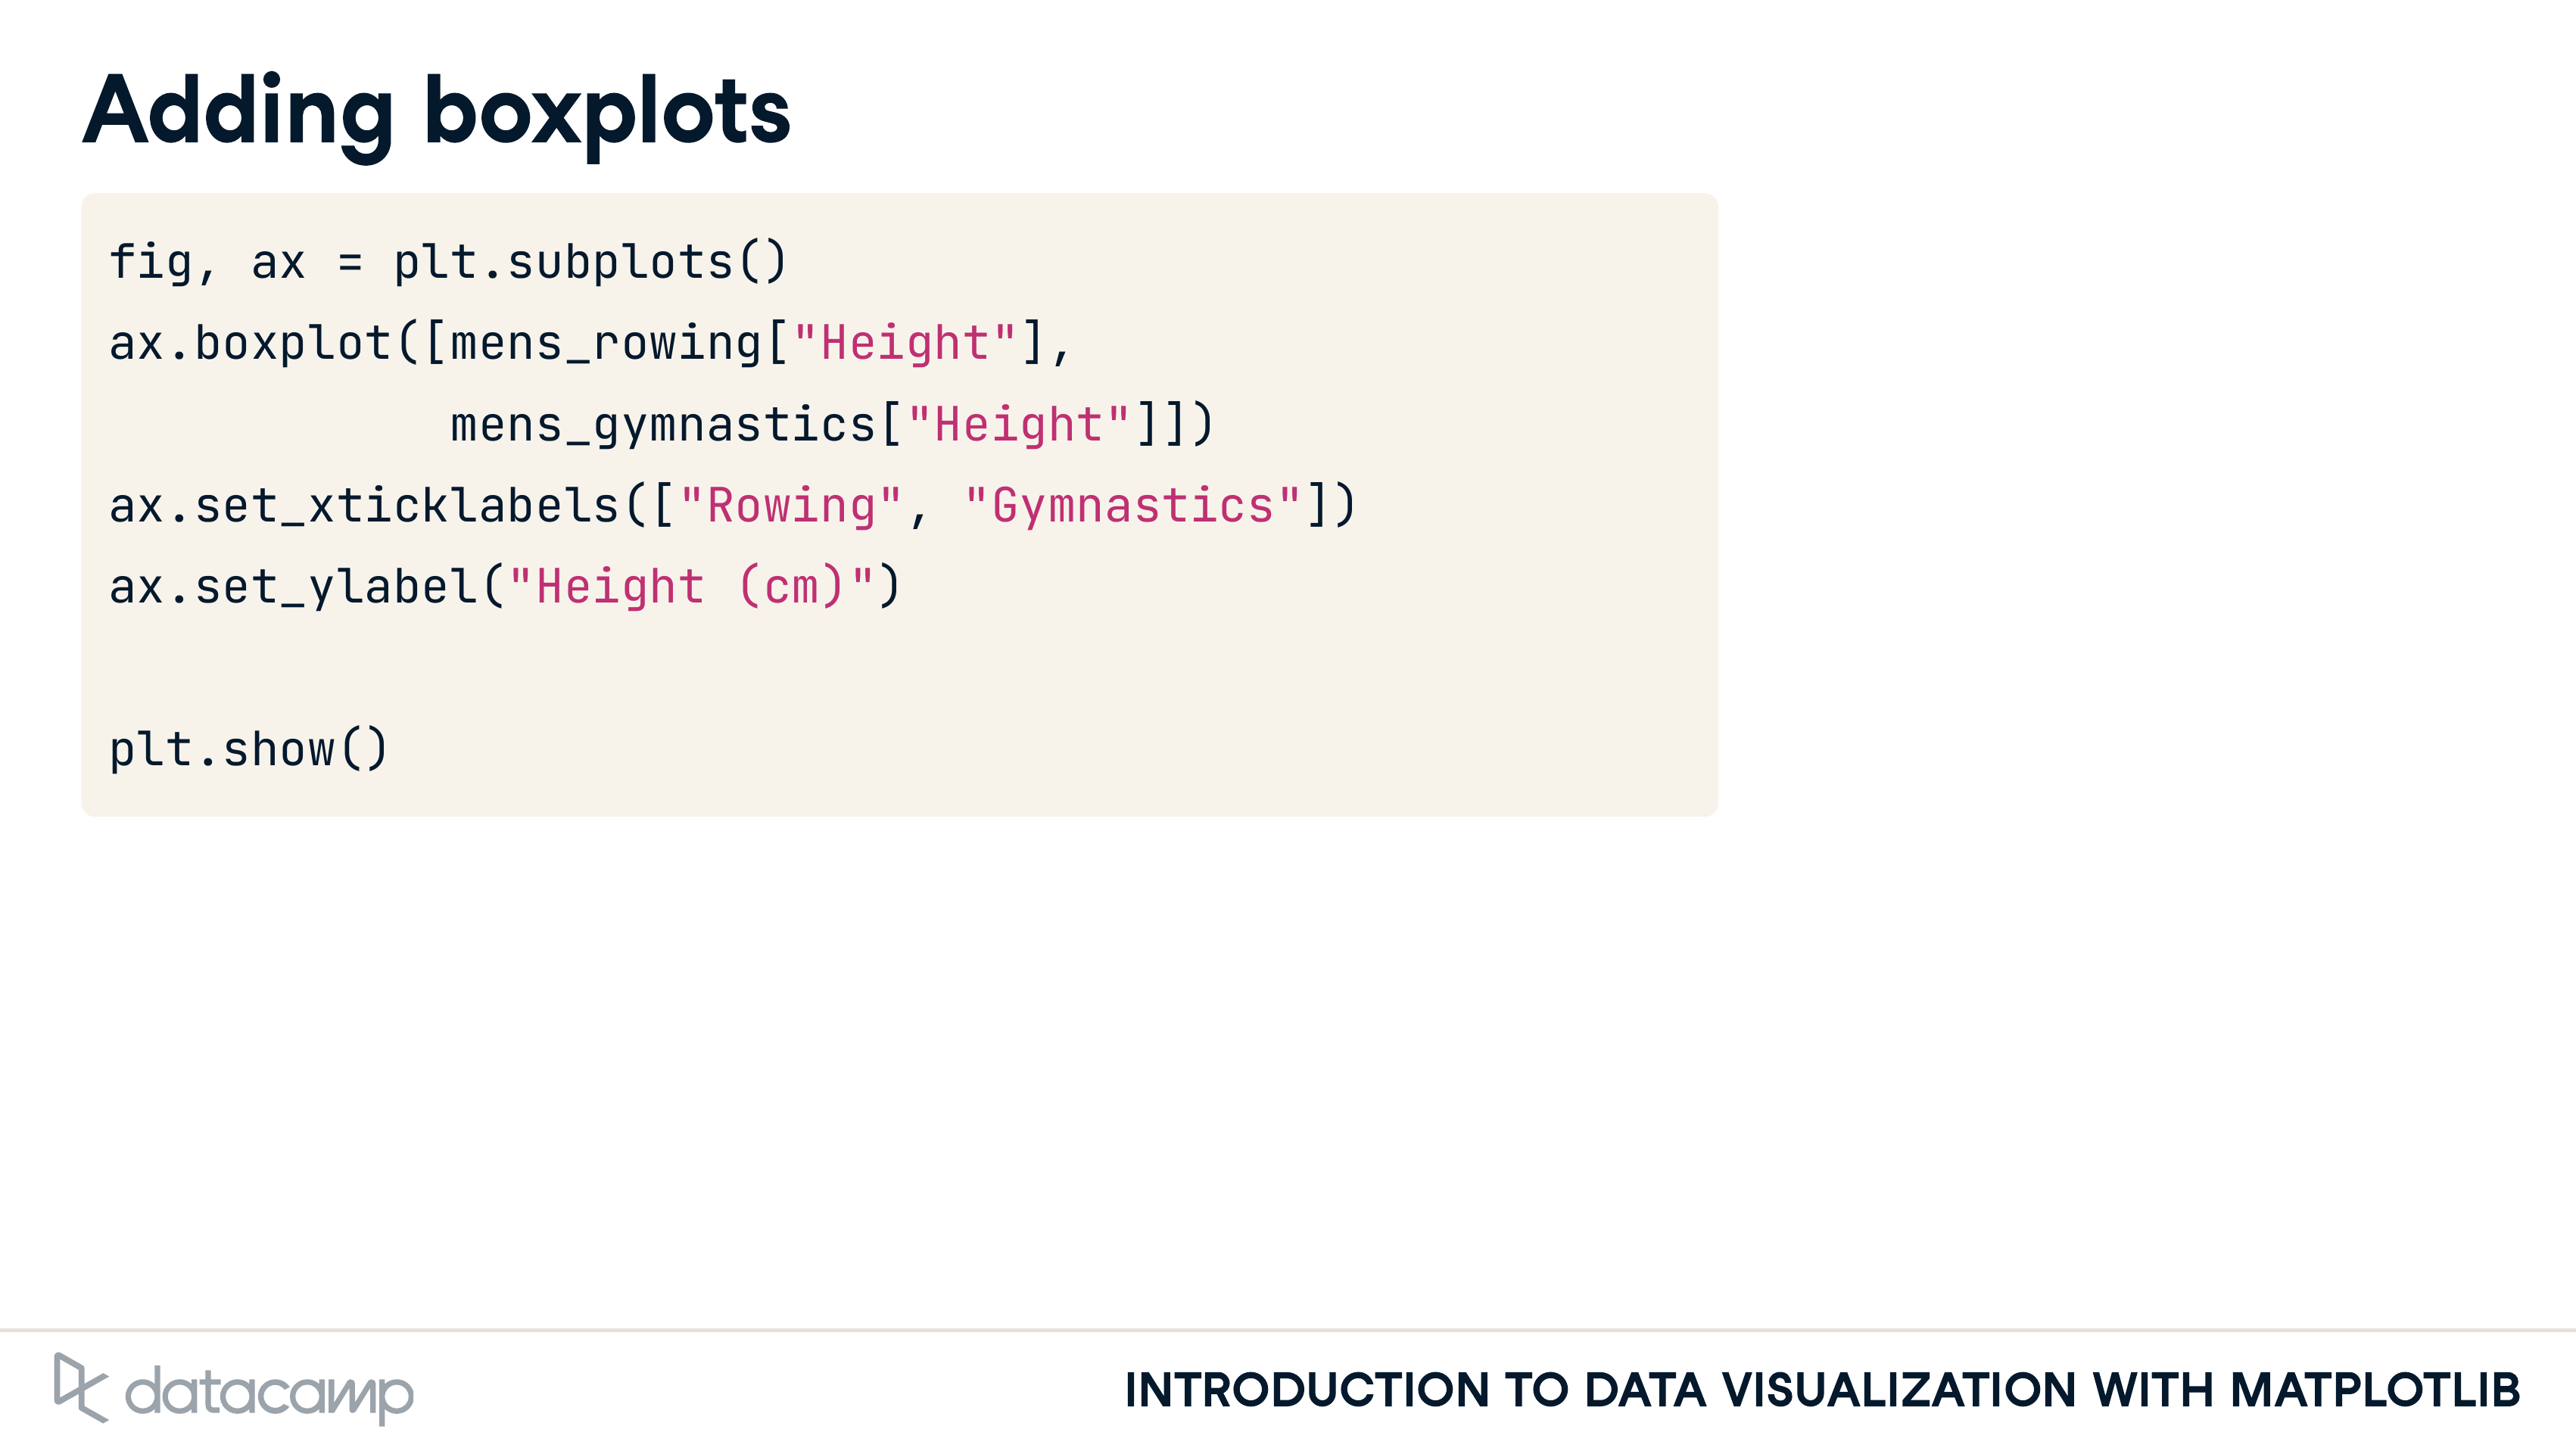 Adding boxplots
fig, ax = plt.subplots()
ax.boxplot([mens_rowing["Height"],
            mens_gymnastics["Height"]])
ax.set_xticklabels(["Rowing", "Gymnastics"])
ax.set_ylabel("Height (cm)")
plt.show()
datacamp
INTRODUCTION TO DATA VISUALIZATION WITH MATPLOTLIB